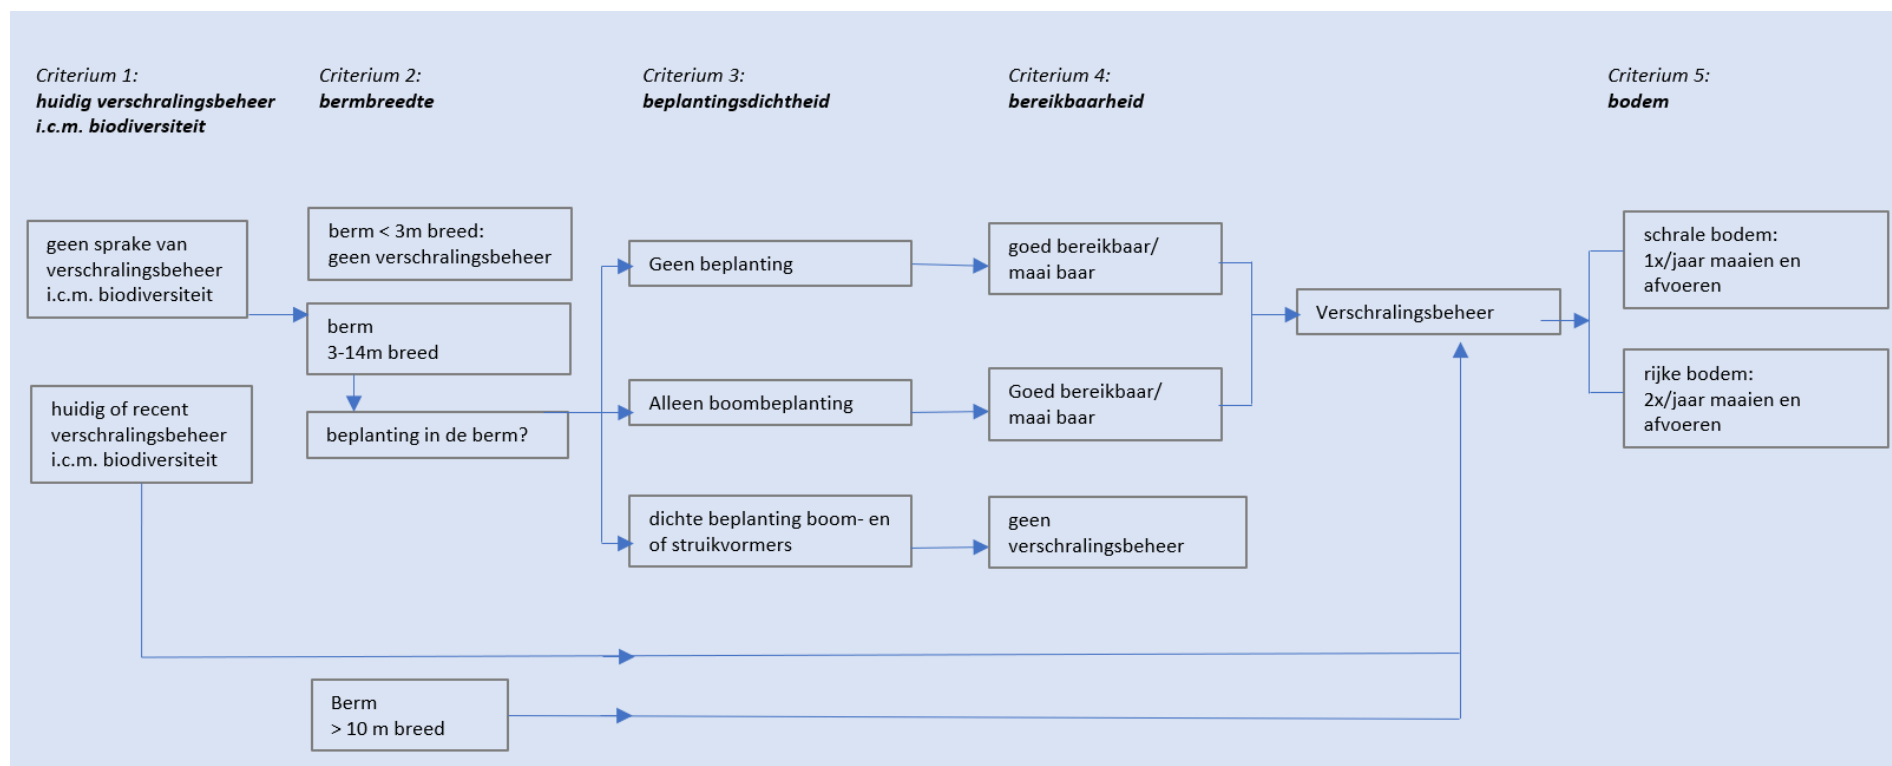 Criterium 1:
huidig verschralingsbeheer
i.c.m. biodiversiteit
Criterium 2:
bermbreedte
Criterium 3:
beplantingsdichtheid
Criterium 4:
bereikbaarheid
Criterium 5:
bodem
geen sprake van
verschralingsbeheer
i.c.m. biodiversiteit
huidig of recent
verschralingsbeheer
i.c.m. biodiversiteit
berm < 3m breed:
geen verschralingsbeheer
berm
3-14m breed
beplanting in de berm?
Geen beplanting
Alleen boombeplanting
dichte beplanting boom- en
of struikvormers
goed bereikbaar/
maai baar
Goed bereikbaar/
maai baar
geen
verschralingsbeheer
Verschralingsbeheer
schrale bodem:
1x/jaar maaien en
afvoeren
rijke bodem:
2x/jaar maaien en
afvoeren
Berm
> 10 m breed